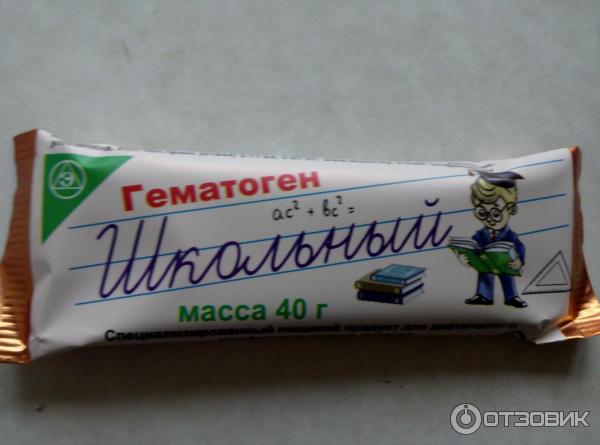 Э
Гематоген
ac² + bc² =
Школьный
масса 40 г
Специализированный пищевой продукт для диетического
ОТЗОВИК